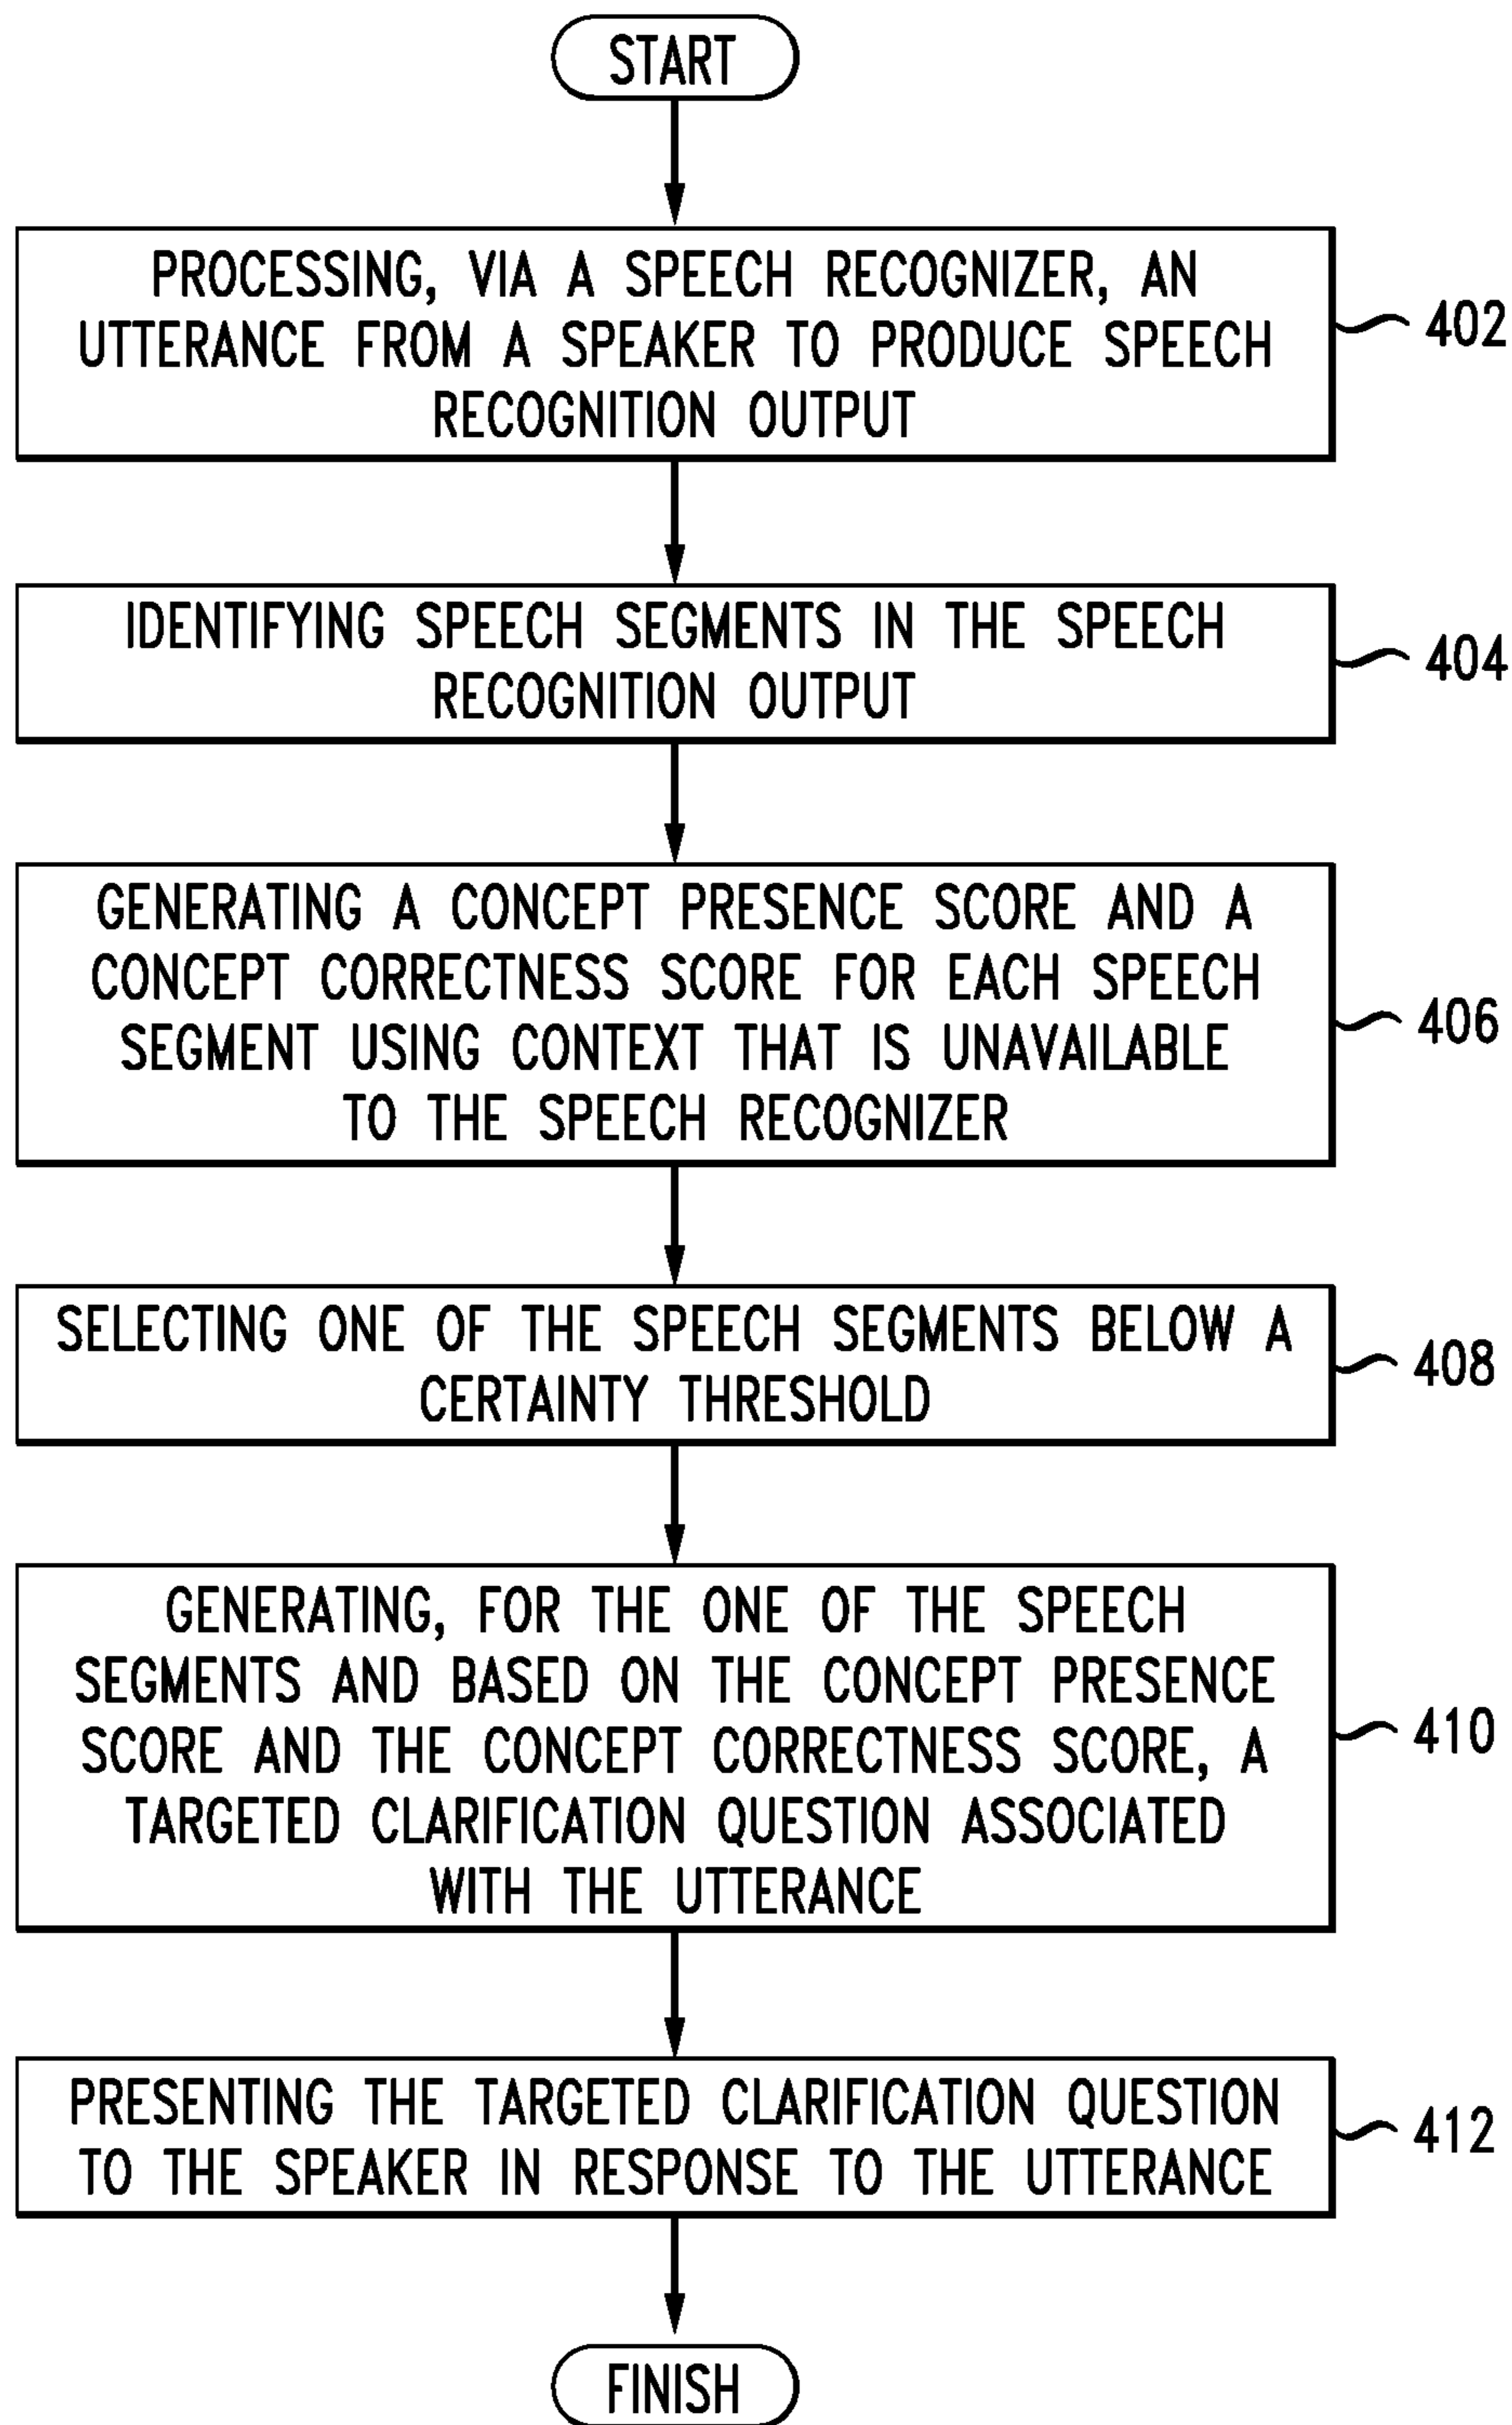 START
PROCESSING, VIA A SPEECH RECOGNIZER, AN
UTTERANCE FROM A SPEAKER TO PRODUCE SPEECH
RECOGNITION OUTPUT
402
IDENTIFYING SPEECH SEGMENTS IN THE SPEECH
RECOGNITION OUTPUT
404
GENERATING A CONCEPT PRESENCE SCORE AND A
CONCEPT CORRECTNESS SCORE FOR EACH SPEECH
SEGMENT USING CONTEXT THAT IS UNAVAILABLE
TO THE SPEECH RECOGNIZER
406
SELECTING ONE OF THE SPEECH SEGMENTS BELOW A
CERTAINTY THRESHOLD
408
GENERATING, FOR THE ONE OF THE SPEECH
SEGMENTS AND BASED ON THE CONCEPT PRESENCE
SCORE AND THE CONCEPT CORRECTNESS SCORE, A
TARGETED CLARIFICATION QUESTION ASSOCIATED
WITH THE UTTERANCE
410
PRESENTING THE TARGETED CLARIFICATION QUESTION
TO THE SPEAKER IN RESPONSE TO THE UTTERANCE
412
FINISH